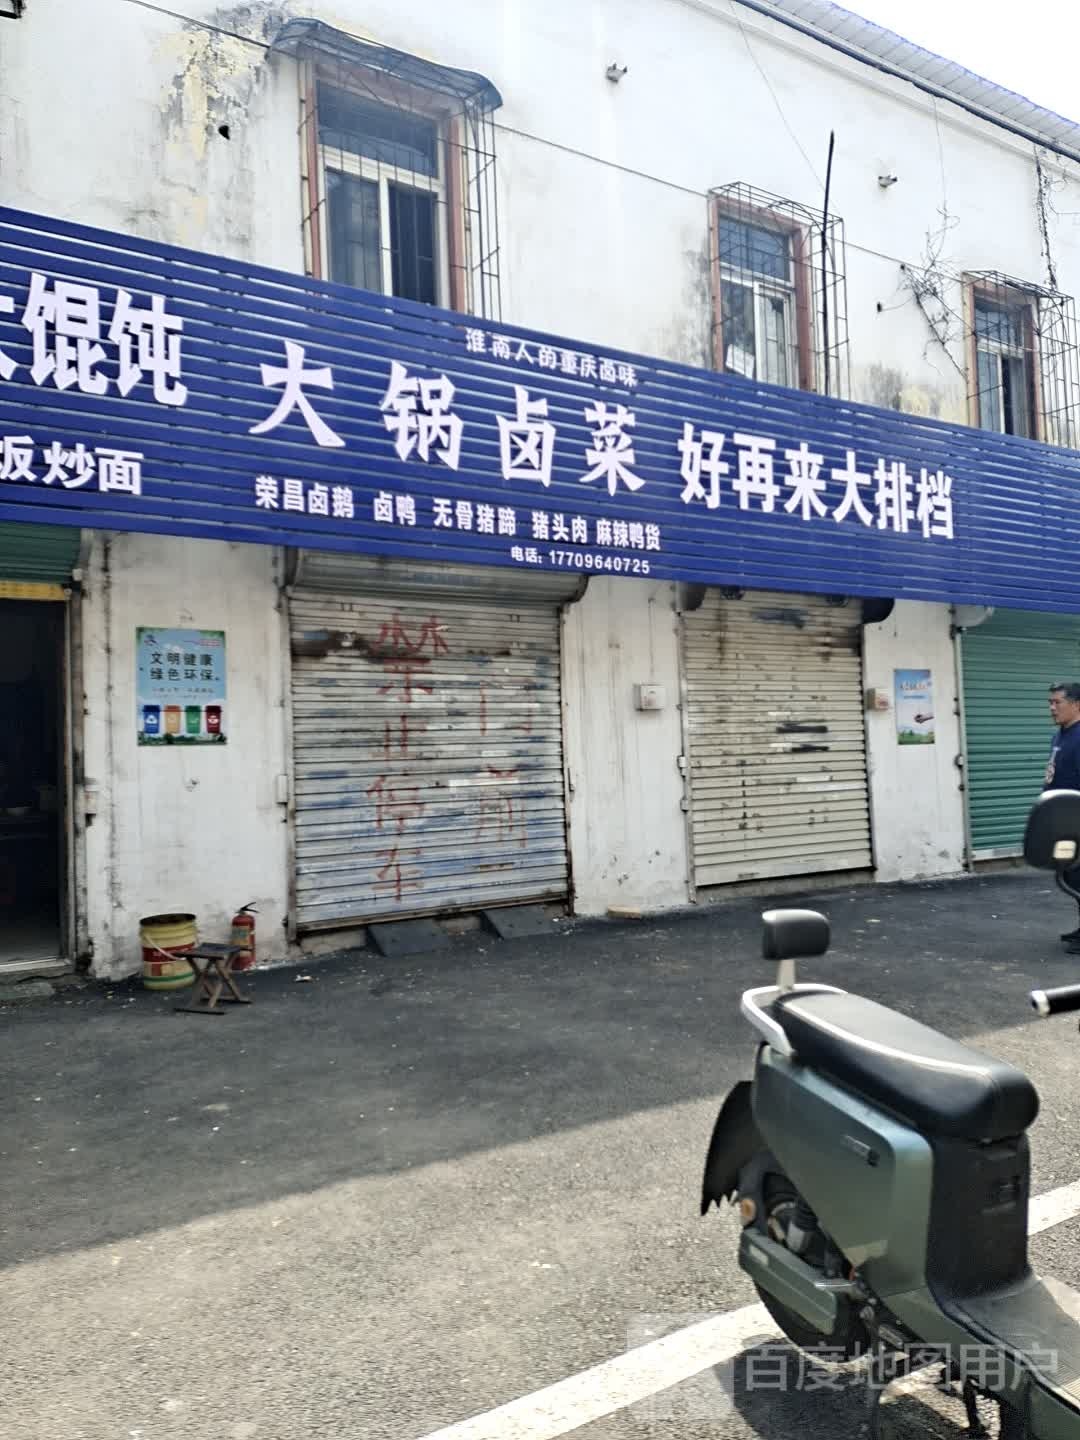 馄饨
板炒面
淮南人的重庆卤味
大锅卤菜
荣昌卤鹅 卤鸭 无骨猪蹄 猪头肉 麻辣鸭货
电话：17709640725
好再来大排档
文明健康
绿色环保
禁止停车
门前
百度地图用户